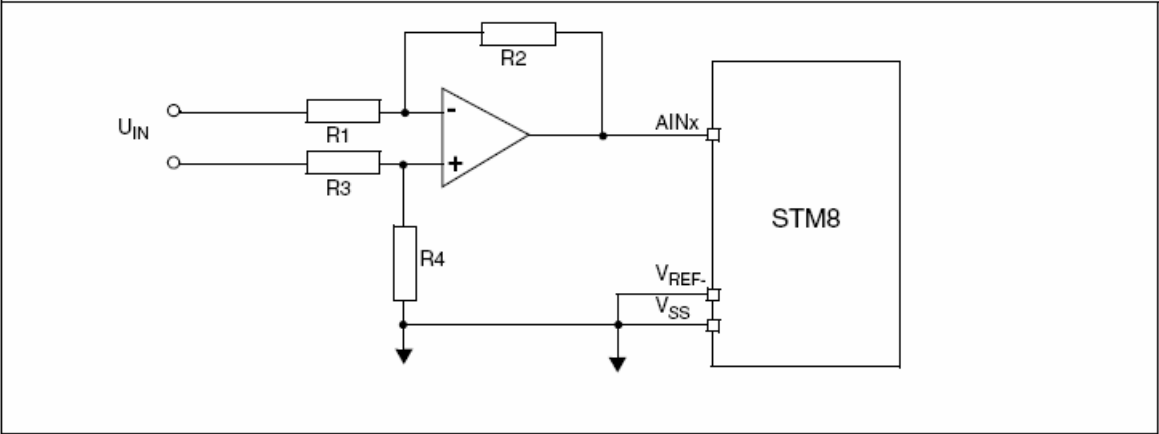 R2
-
U_IN
R1
+
R3
R4
AINx
STM8
V_REF-
V_SS